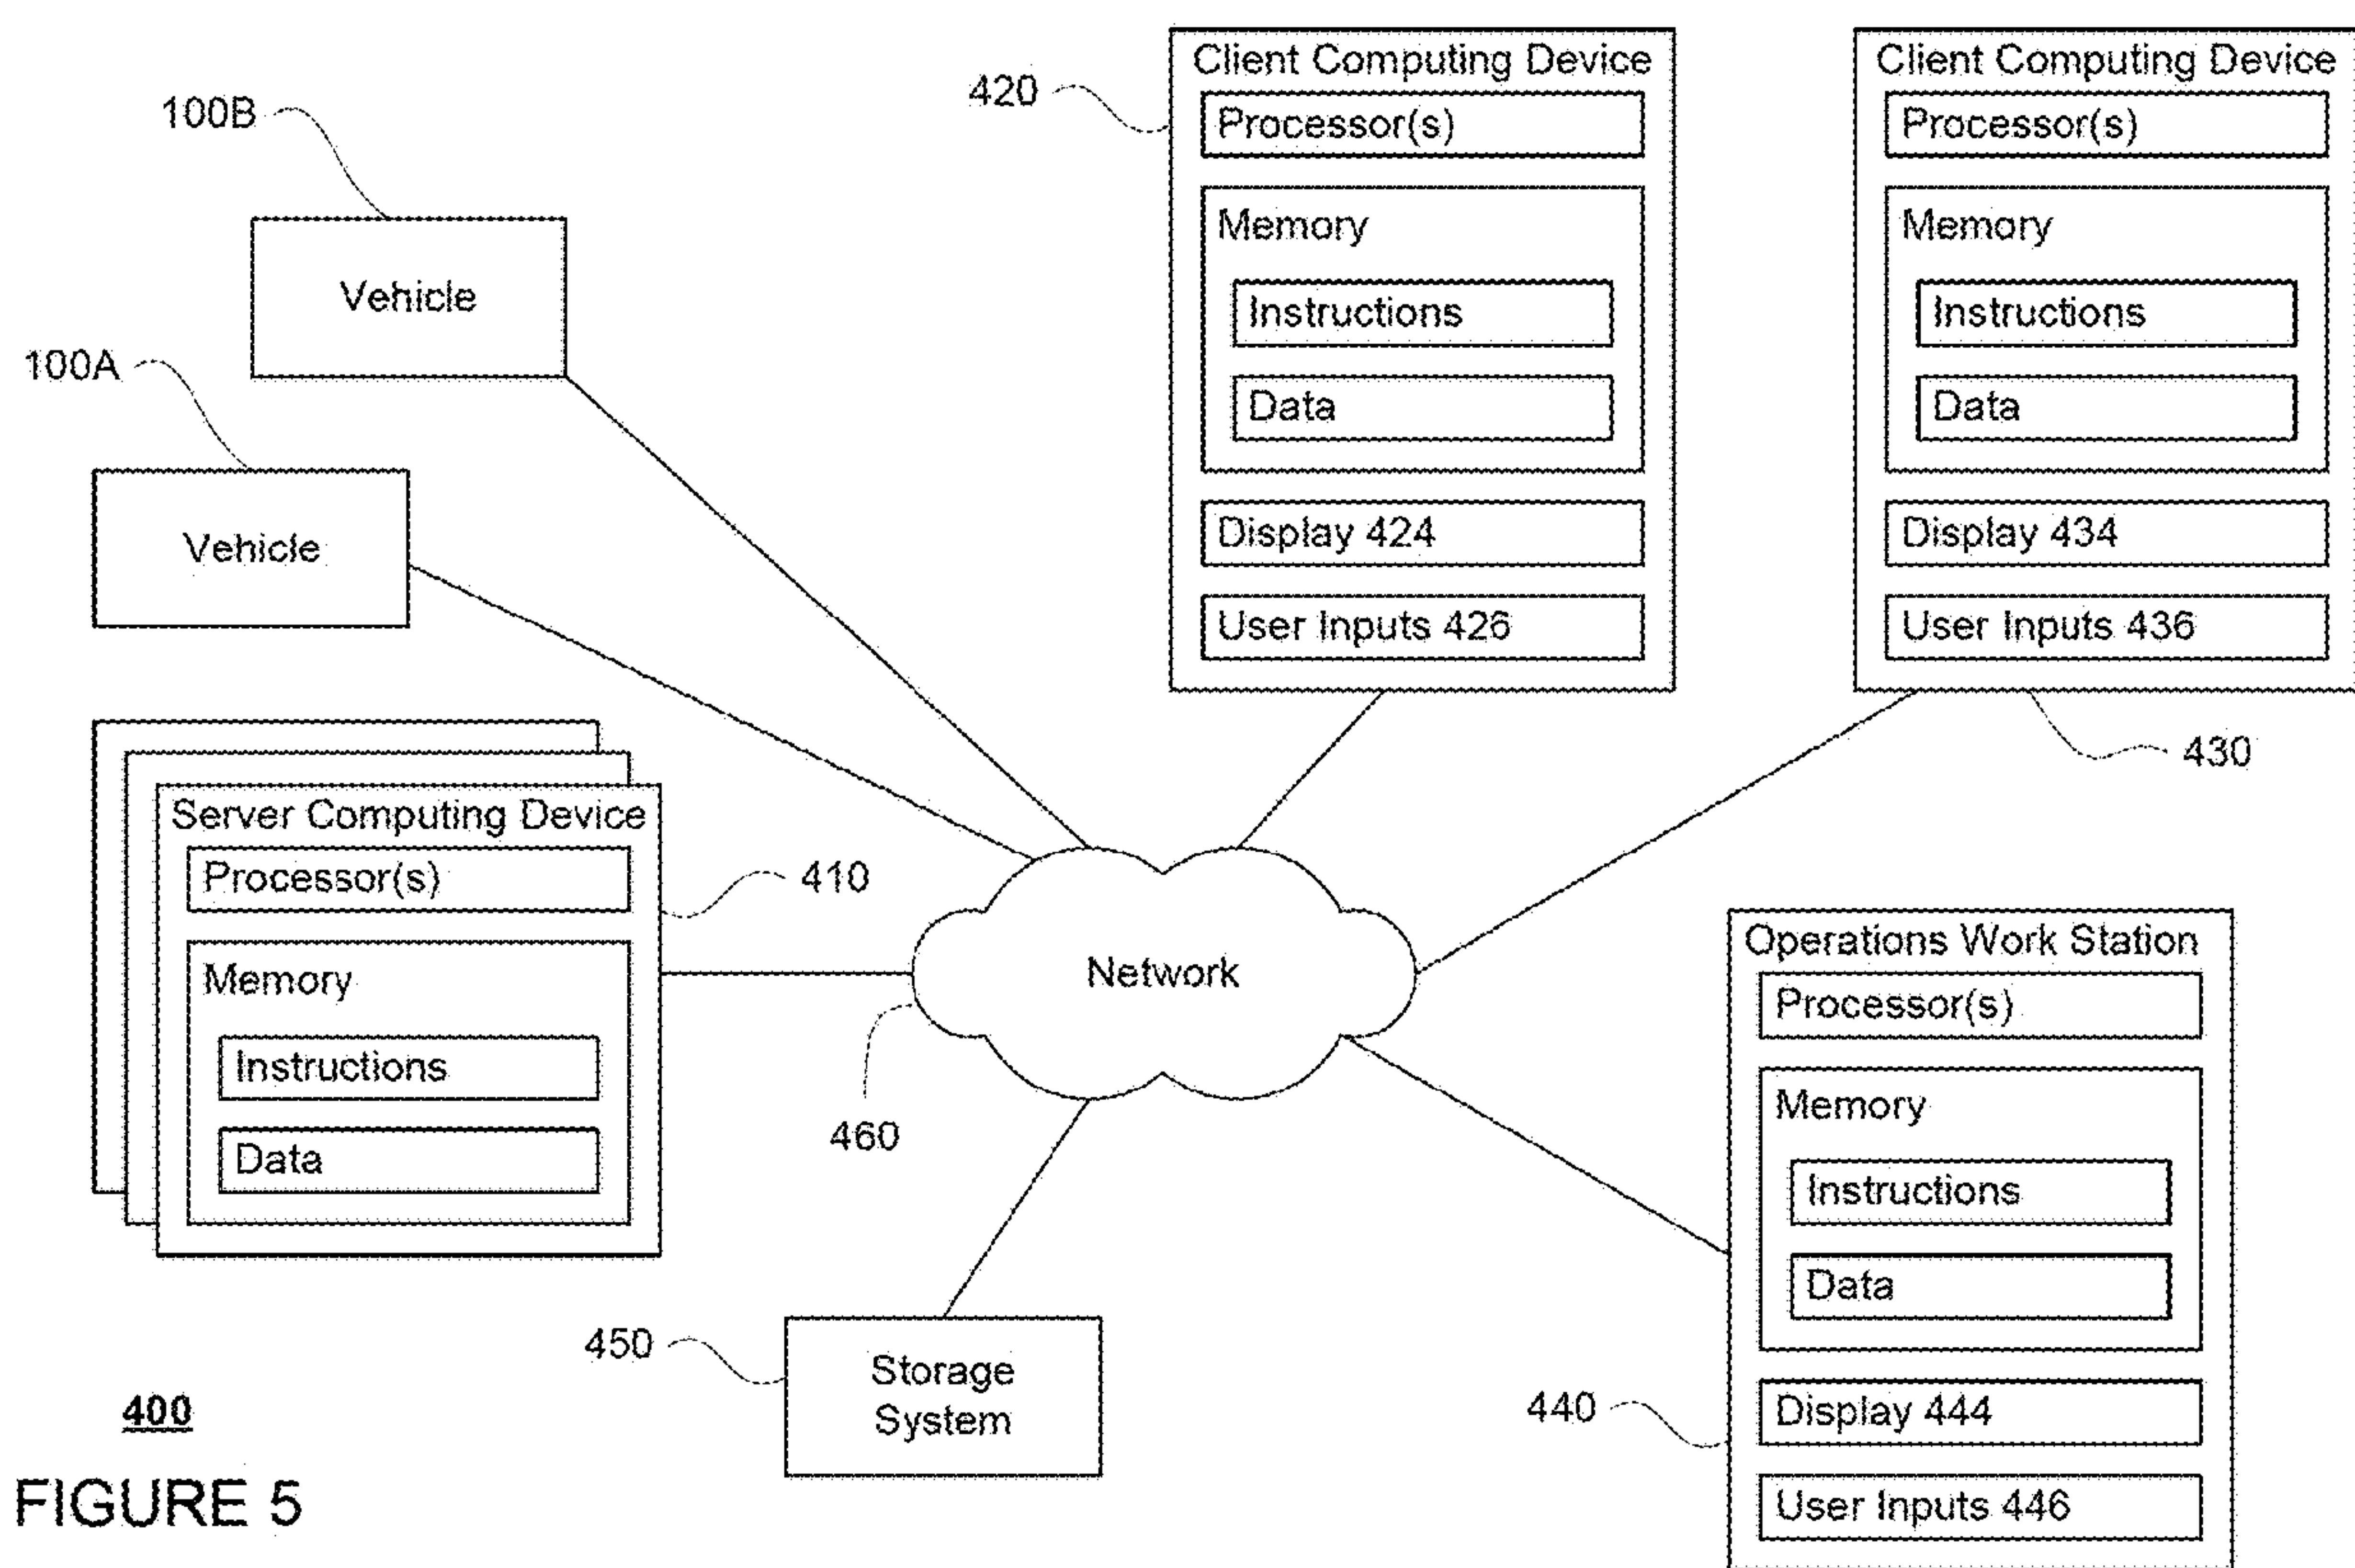 100B
Vehicle
100A
Vehicle
420
Client Computing Device
Processor(s)
Memory
Instructions
Data
Display 424
User Inputs 426
Client Computing Device
Processor(s)
Memory
Instructions
Data
Display 434
User Inputs 436
430
Server Computing Device
Processor(s)
Memory
Instructions
Data
410
Network
460
Operations Work Station
Processor(s)
Memory
Instructions
Data
Display 444
User Inputs 446
440
450
Storage
System
400
FIGURE 5